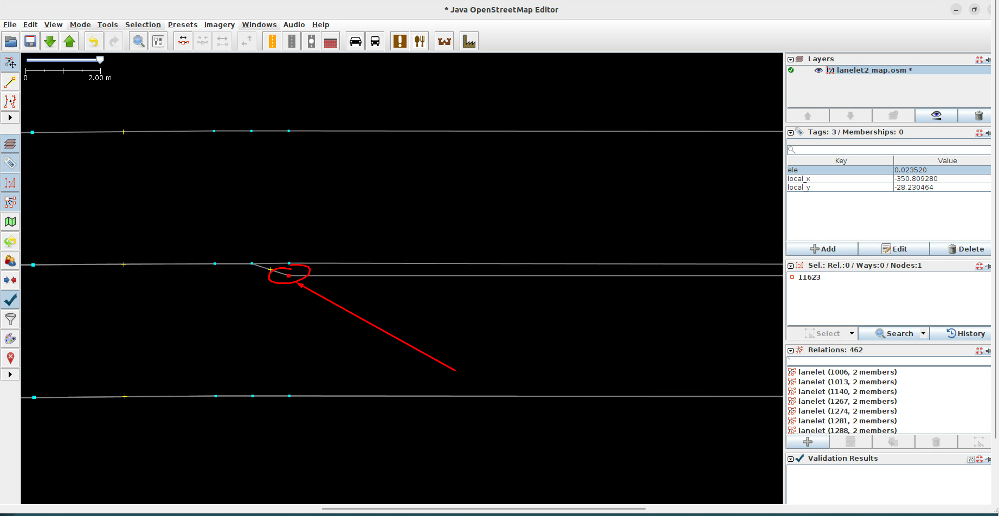 * Java OpenStreetMap Editor
File Edit View Mode Tools Selection Presets Imagery Windows Audio Help
0 2.00 m
Layers
lanelet2_map.osm *
Tags: 3 / Memberships: 0
Key Value
ele 0.023520
local_x -350.809280
local_y -28.230464
Add Edit Delete
Sel.: Rel.:0 / Ways:0 / Nodes:1
11623
Select Search History
Relations: 462
lanelet (1006, 2 members)
lanelet (1013, 2 members)
lanelet (1140, 2 members)
lanelet (1267, 2 members)
lanelet (1274, 2 members)
lanelet (1281, 2 members)
lanelet (1288, 2 members)
Validation Results